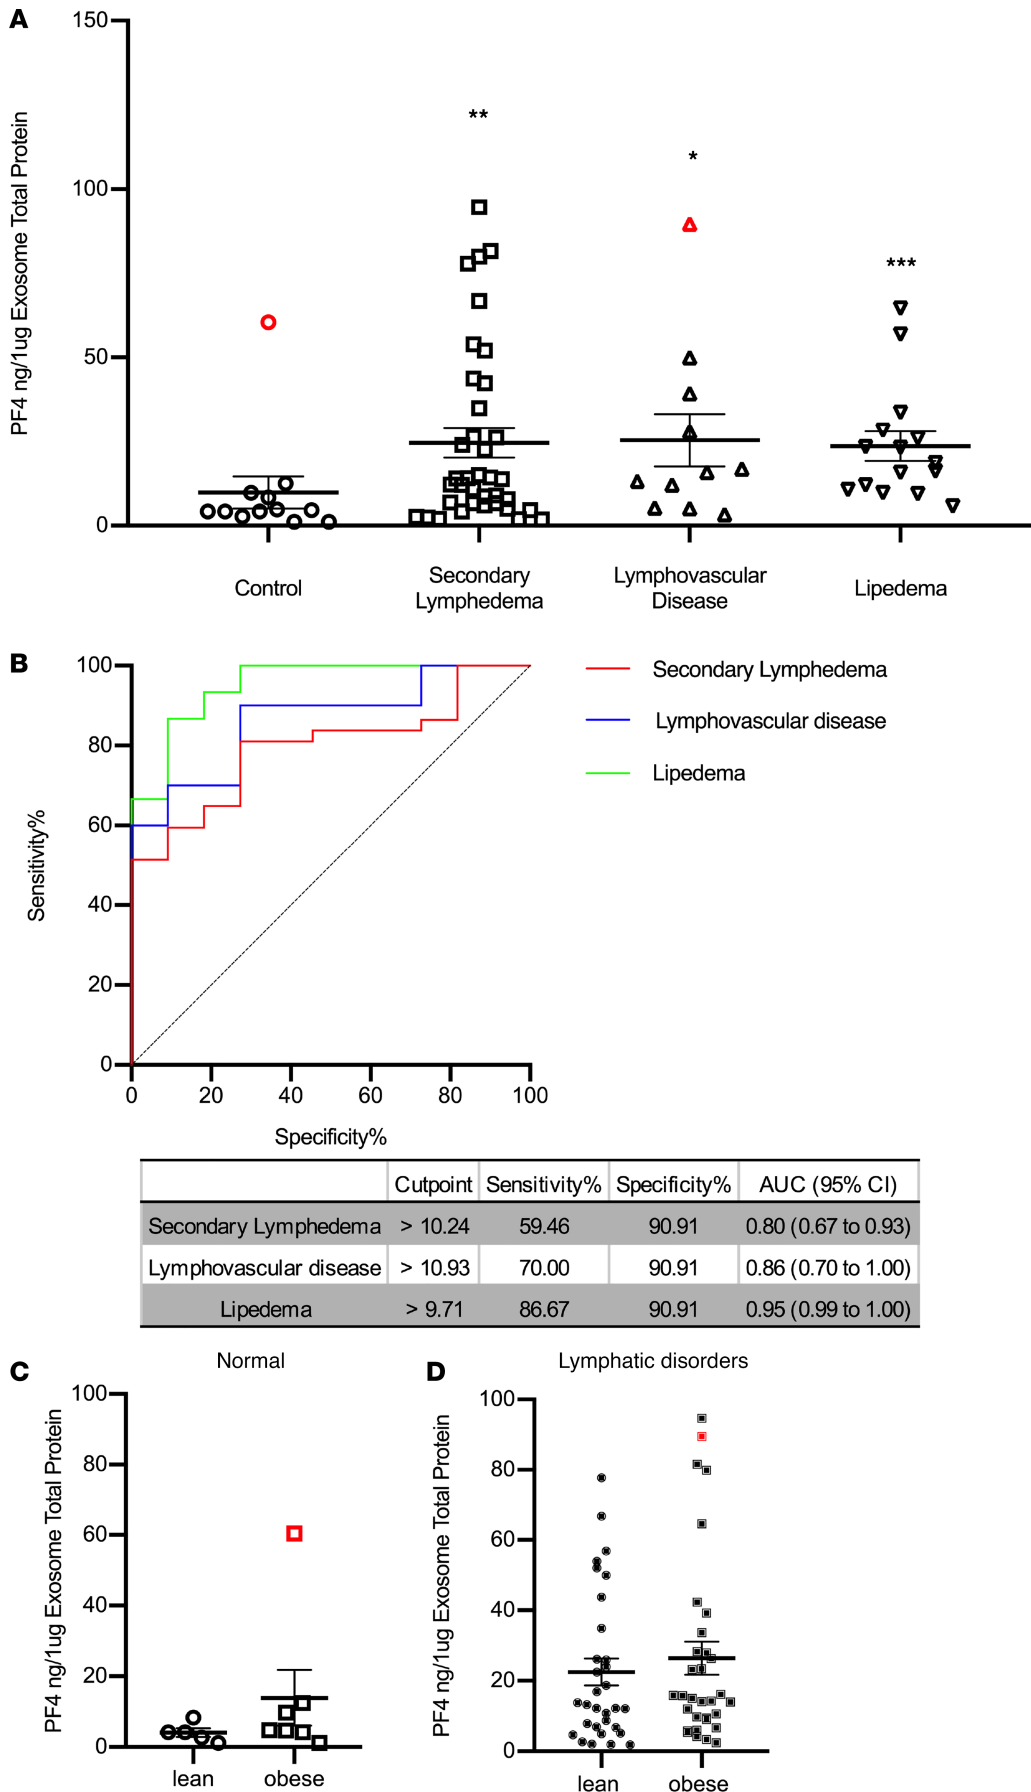 A
150
100
50
0
PF4 ng/1ug Exosome Total Protein
**
*
***
Control
Secondary
Lymphedema
Lymphovascular
Disease
Lipedema
B
100
80
60
40
20
0
Sensitivity%
0 20 40 60 80 100
Specificity%
Secondary Lymphedema
Lymphovascular disease
Lipedema
Cutpoint Sensitivity% Specificity% AUC (95% CI)
Secondary Lymphedema > 10.24 59.46 90.91 0.80 (0.67 to 0.93)
Lymphovascular disease > 10.93 70.00 90.91 0.86 (0.70 to 1.00)
Lipedema > 9.71 86.67 90.91 0.95 (0.99 to 1.00)
C
Normal
100
80
60
40
20
0
PF4 ng/1ug Exosome Total Protein
lean obese
D
Lymphatic disorders
100
80
60
40
20
0
PF4 ng/1ug Exosome Total Protein
lean obese